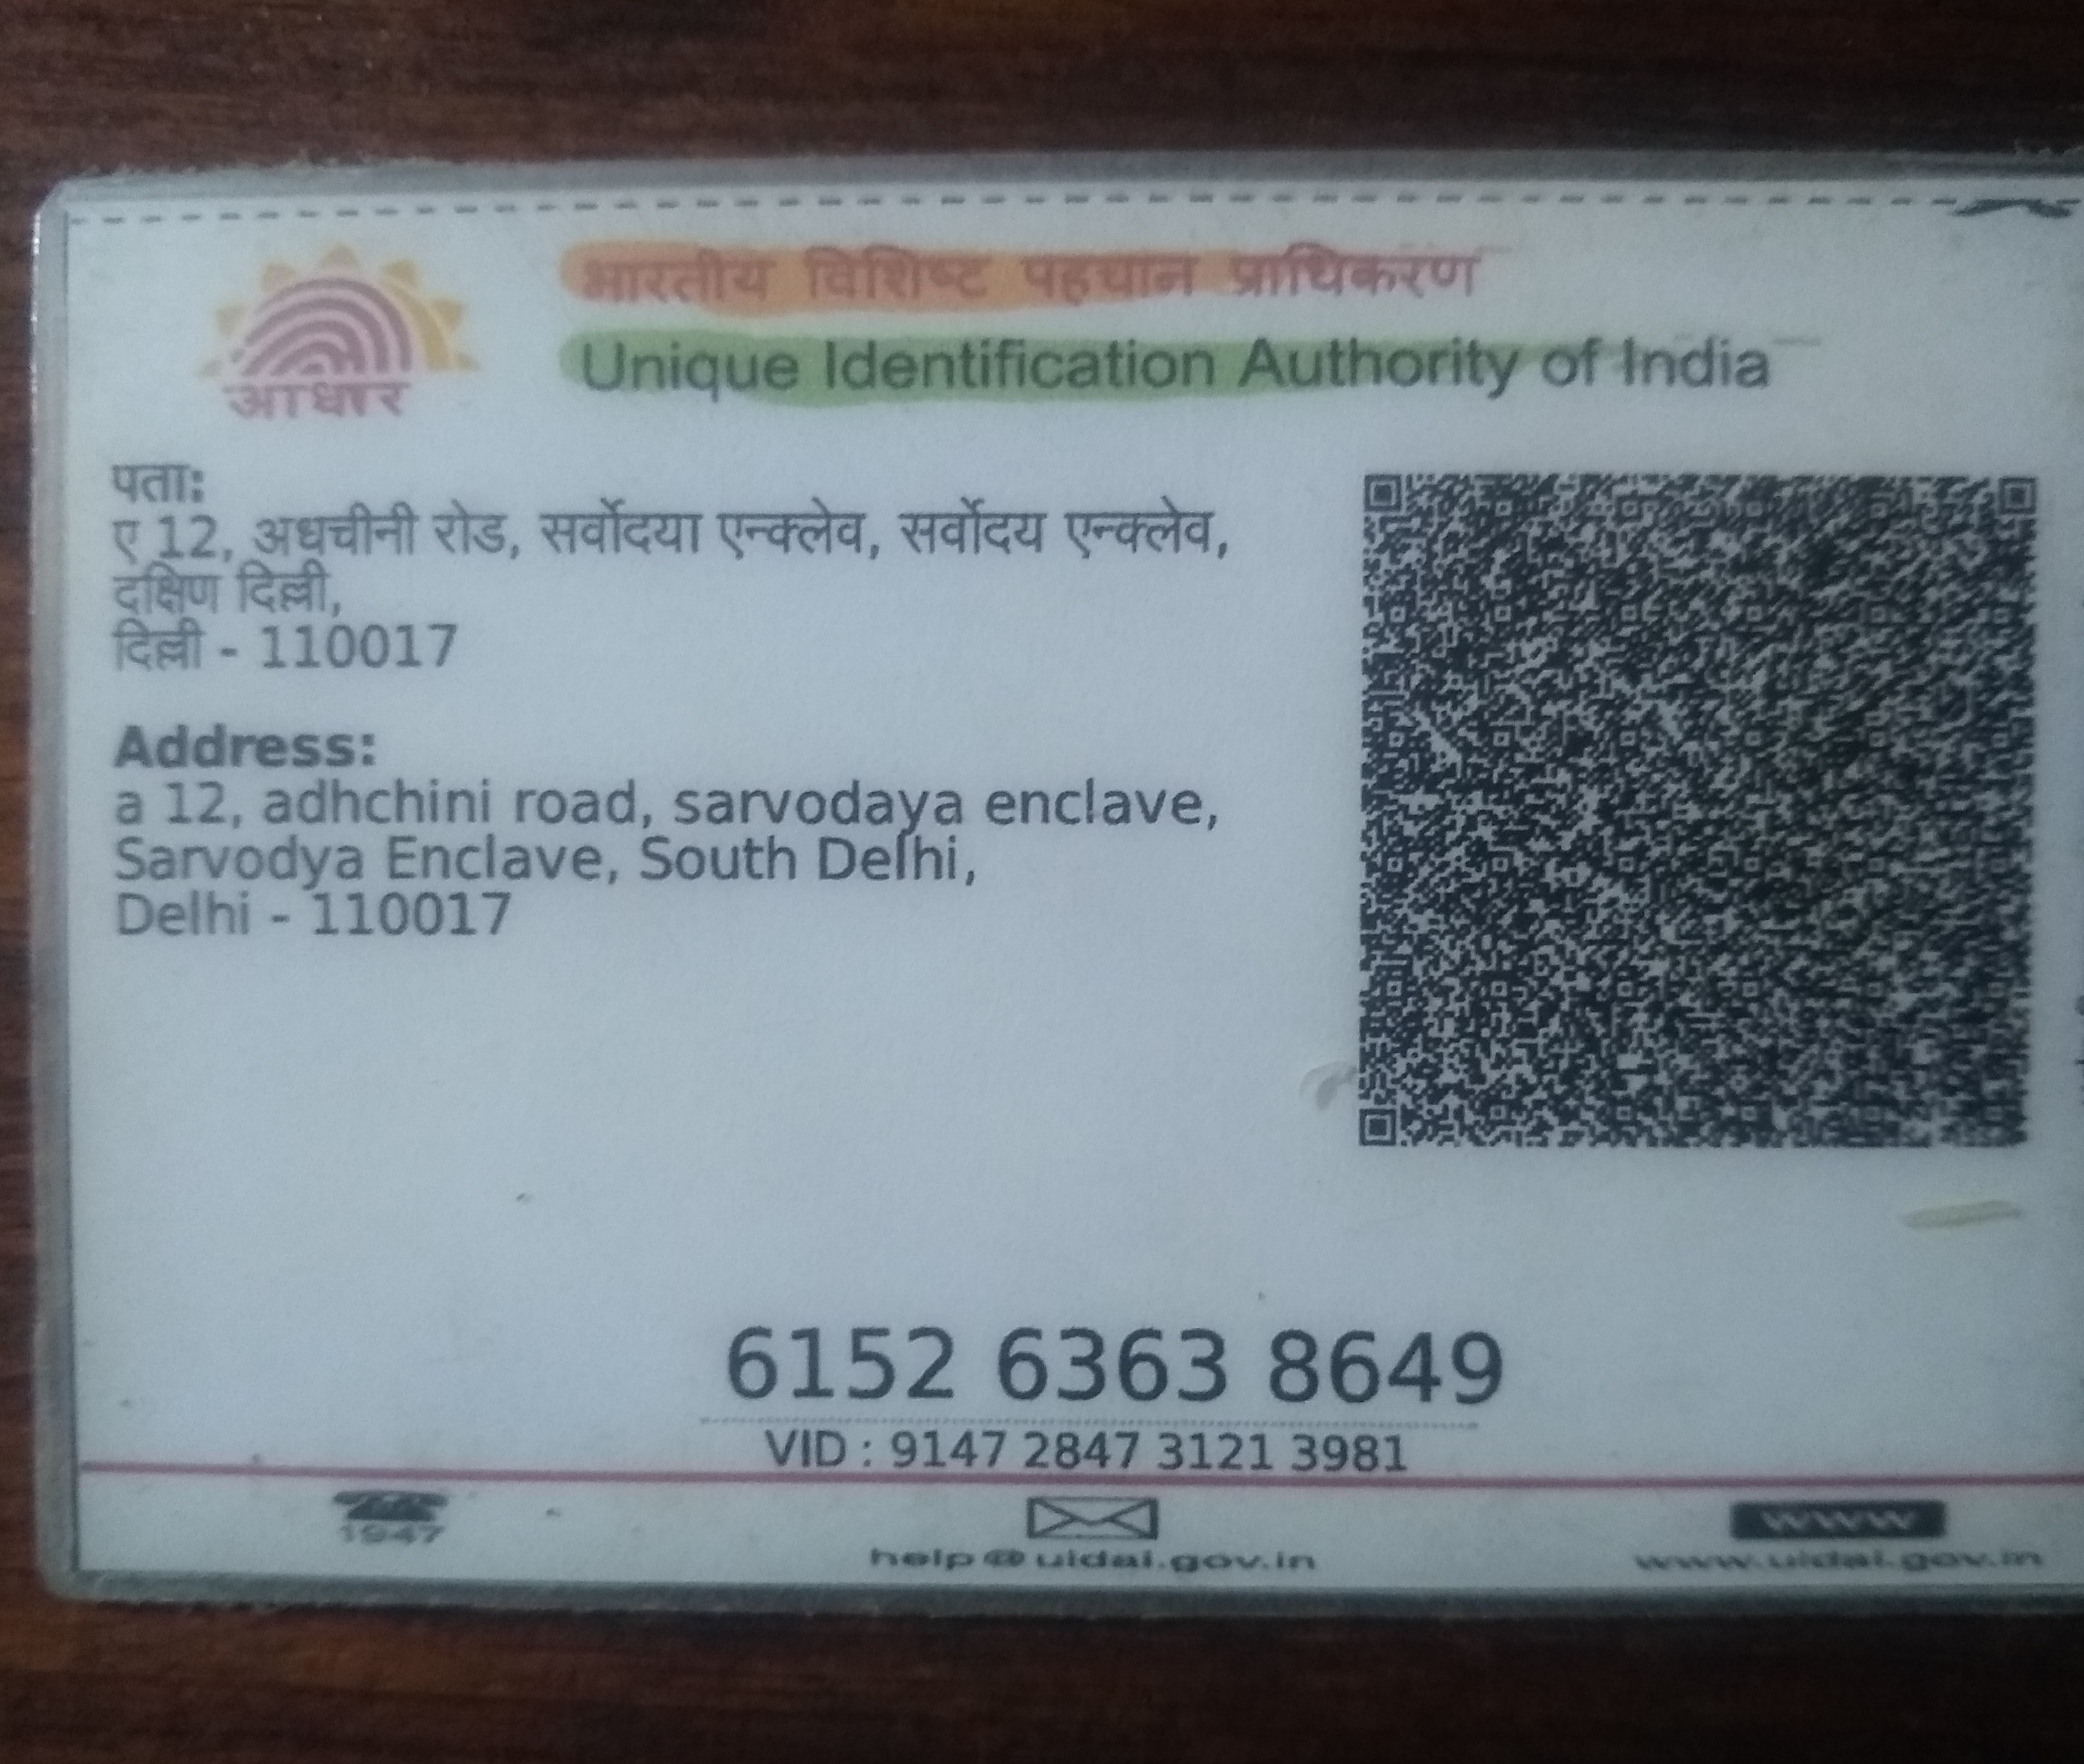 आधार
भारतीय विशिष्ट पहचान प्राधिकरण
Unique Identification Authority of India
पता:
ए 12, अधचीनी रोड, सर्वोदया एन्क्लेव, सर्वोदय एन्क्लेव,
दक्षिण दिल्ली,
दिल्ली - 110017
Address:
a 12, adhchini road, sarvodaya enclave,
Sarvodya Enclave, South Delhi,
Delhi - 110017
6152 6363 8649
VID : 9147 2847 3121 3981
1947
help@uidai.gov.in
www
www.uidai.gov.in